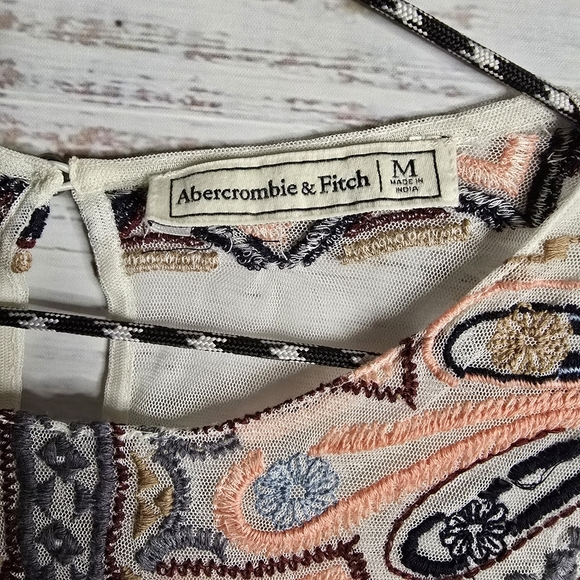 Abercrombie & Fitch
M
MADE IN
INDIA